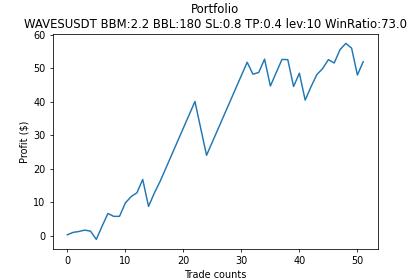 Portfolio
WAVESUSDT BBM:2.2 BBL:180 SL:0.8 TP:0.4 lev:10 WinRatio:73.0
60
50
40
30
20
10
0
Profit ($)
0 10 20 30 40 50
Trade counts